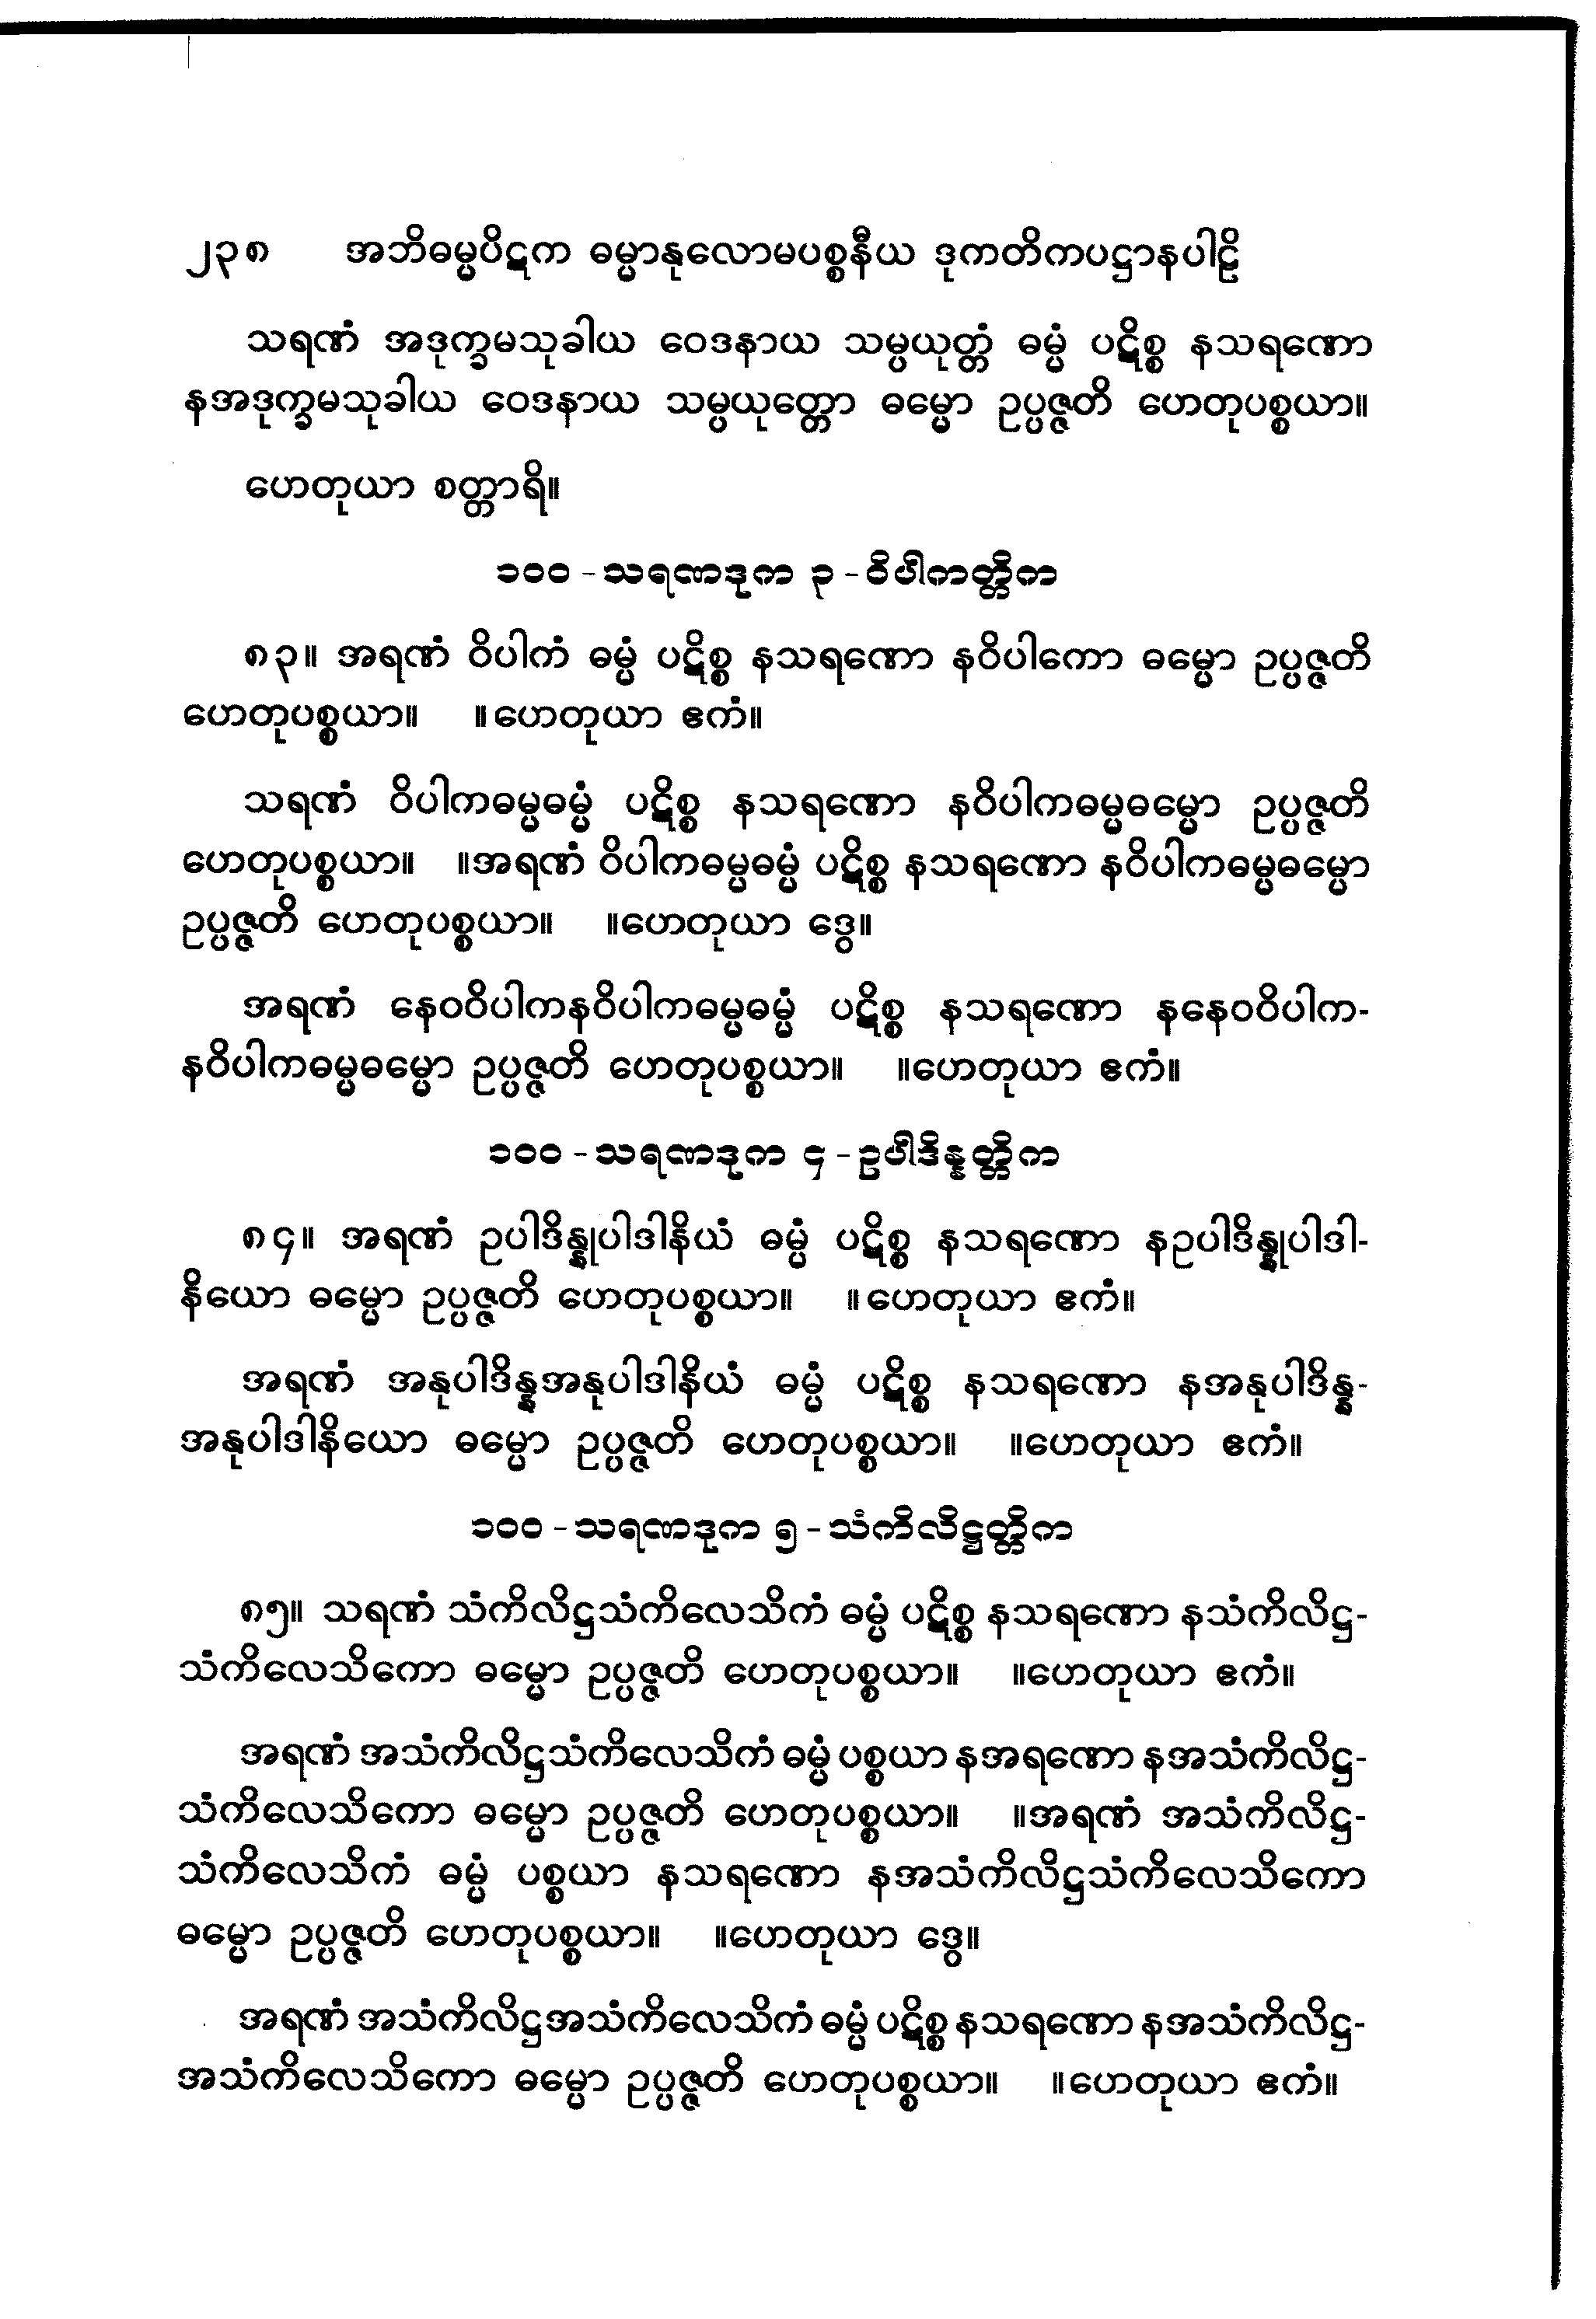 ၂၃၈ အဘိဓမ္မပိဋက ဓမ္မာနုလောမပစ္စနီယ ဒုကတိကပဋ္ဌာနပါဠိ
သရဏံ အဒုက္ခမသုခါယ ဝေဒနာယ သမ္ပယုတ္တံ ဓမ္မံ ပဋိစ္စ နသရဏော
နအဒုက္ခမသုခါယ ဝေဒနာယ သမ္ပယုတ္တော ဓမ္မော ဥပ္ပဇ္ဇတိ ဟေတုပစ္စယာ။
ဟေတုယာ စတ္တာရိ။
၁၀၀ - သရဏဒုက ၃ - ဝိပါကတ္တိက
၈၃။ အရဏံ ဝိပါကံ ဓမ္မံ ပဋိစ္စ နသရဏော နဝိပါကော ဓမ္မော ဥပ္ပဇ္ဇတိ
ဟေတုပစ္စယာ။ ။ဟေတုယာ ဧကံ။
သရဏံ ဝိပါကဓမ္မဓမ္မံ ပဋိစ္စ နသရဏော နဝိပါကဓမ္မဓမ္မော ဥပ္ပဇ္ဇတိ
ဟေတုပစ္စယာ။ ။အရဏံ ဝိပါကဓမ္မဓမ္မံ ပဋိစ္စ နသရဏော နဝိပါကဓမ္မဓမ္မော
ဥပ္ပဇ္ဇတိ ဟေတုပစ္စယာ။ ။ဟေတုယာ ဒွေ။
အရဏံ နေဝဝိပါကနဝိပါကဓမ္မဓမ္မံ ပဋိစ္စ နသရဏော နနေဝဝိပါက-
နဝိပါကဓမ္မဓမ္မော ဥပ္ပဇ္ဇတိ ဟေတုပစ္စယာ။ ။ဟေတုယာ ဧကံ။
၁၀၀ - သရဏဒုက ၄ - ဥပါဒိန္နတ္တိက
၈၄။ အရဏံ ဥပါဒိန္နုပါဒါနိယံ ဓမ္မံ ပဋိစ္စ နသရဏော နဥပါဒိန္နုပါဒါ-
နိယော ဓမ္မော ဥပ္ပဇ္ဇတိ ဟေတုပစ္စယာ။ ။ဟေတုယာ ဧကံ။
အရဏံ အနုပါဒိန္နအနုပါဒါနိယံ ဓမ္မံ ပဋိစ္စ နသရဏော နအနုပါဒိန္န-
အနုပါဒါနိယော ဓမ္မော ဥပ္ပဇ္ဇတိ ဟေတုပစ္စယာ။ ။ဟေတုယာ ဧကံ။
၁၀၀ - သရဏဒုက ၅ - သံကိလိဋ္ဌတ္တိက
၈၅။ သရဏံ သံကိလိဋ္ဌသံကိလေသိကံ ဓမ္မံ ပဋိစ္စ နသရဏော နသံကိလိဋ္ဌ-
သံကိလေသိကော ဓမ္မော ဥပ္ပဇ္ဇတိ ဟေတုပစ္စယာ။ ။ဟေတုယာ ဧကံ။
အရဏံ အသံကိလိဋ္ဌသံကိလေသိကံ ဓမ္မံ ပစ္စယာ နအရဏော နအသံကိလိဋ္ဌ-
သံကိလေသိကော ဓမ္မော ဥပ္ပဇ္ဇတိ ဟေတုပစ္စယာ။ ။အရဏံ အသံကိလိဋ္ဌ-
သံကိလေသိကံ ဓမ္မံ ပစ္စယာ နသရဏော နအသံကိလိဋ္ဌသံကိလေသိကော
ဓမ္မော ဥပ္ပဇ္ဇတိ ဟေတုပစ္စယာ။ ။ဟေတုယာ ဒွေ။
အရဏံ အသံကိလိဋ္ဌအသံကိလေသိကံ ဓမ္မံ ပဋိစ္စ နသရဏော နအသံကိလိဋ္ဌ-
အသံကိလေသိကော ဓမ္မော ဥပ္ပဇ္ဇတိ ဟေတုပစ္စယာ။ ။ဟေတုယာ ဧကံ။